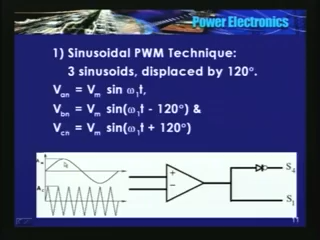 Power Electronics
1) Sinusoidal PWM Technique:
3 sinusoids, displaced by 120°.
Van = Vm sin ω1t,
Vbn = Vm sin(ω1t - 120°) &
Vcn = Vm sin(ω1t + 120°)
+
-
S4
S1
11